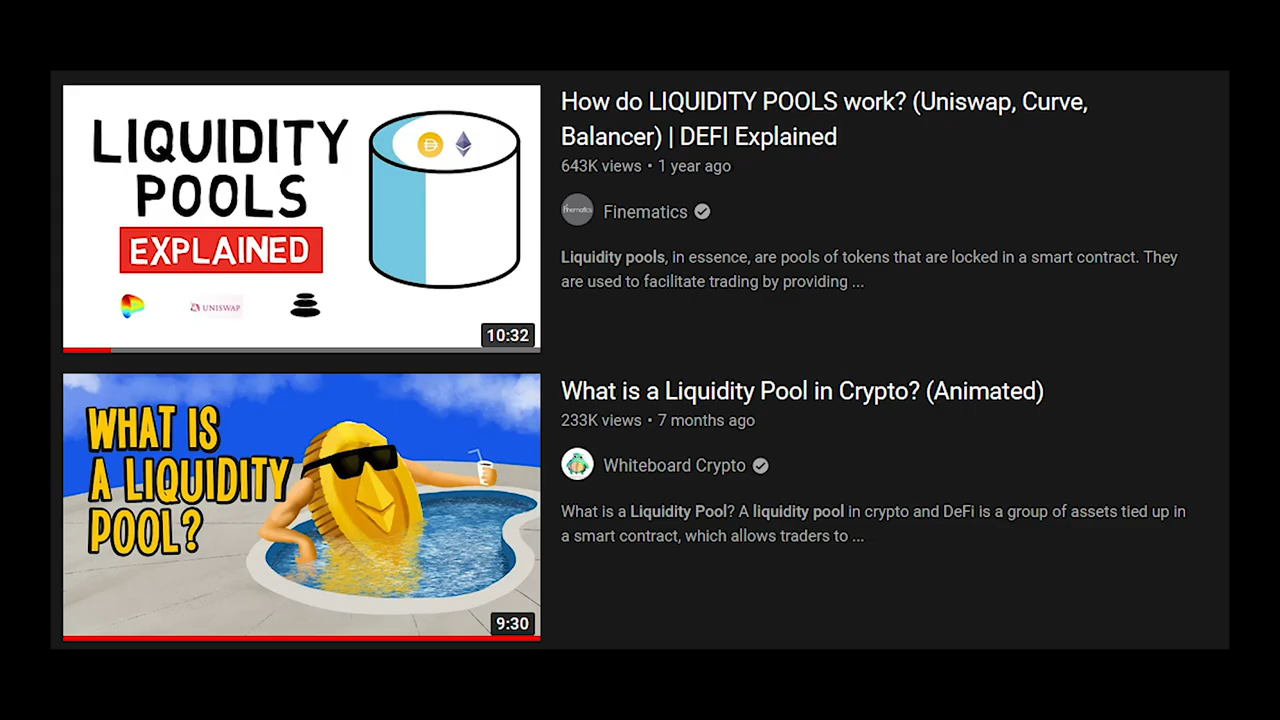 LIQUIDITY
POOLS
EXPLAINED
UNISWAP
10:32
How do LIQUIDITY POOLS work? (Uniswap, Curve,
Balancer) | DEFI Explained
643K views • 1 year ago
Finematics
Finematics
Liquidity pools, in essence, are pools of tokens that are locked in a smart contract. They
are used to facilitate trading by providing ...
WHAT IS
A LIQUIDITY
POOL?
9:30
What is a Liquidity Pool in Crypto? (Animated)
233K views • 7 months ago
Whiteboard Crypto
What is a Liquidity Pool? A liquidity pool in crypto and DeFi is a group of assets tied up in
a smart contract, which allows traders to ...